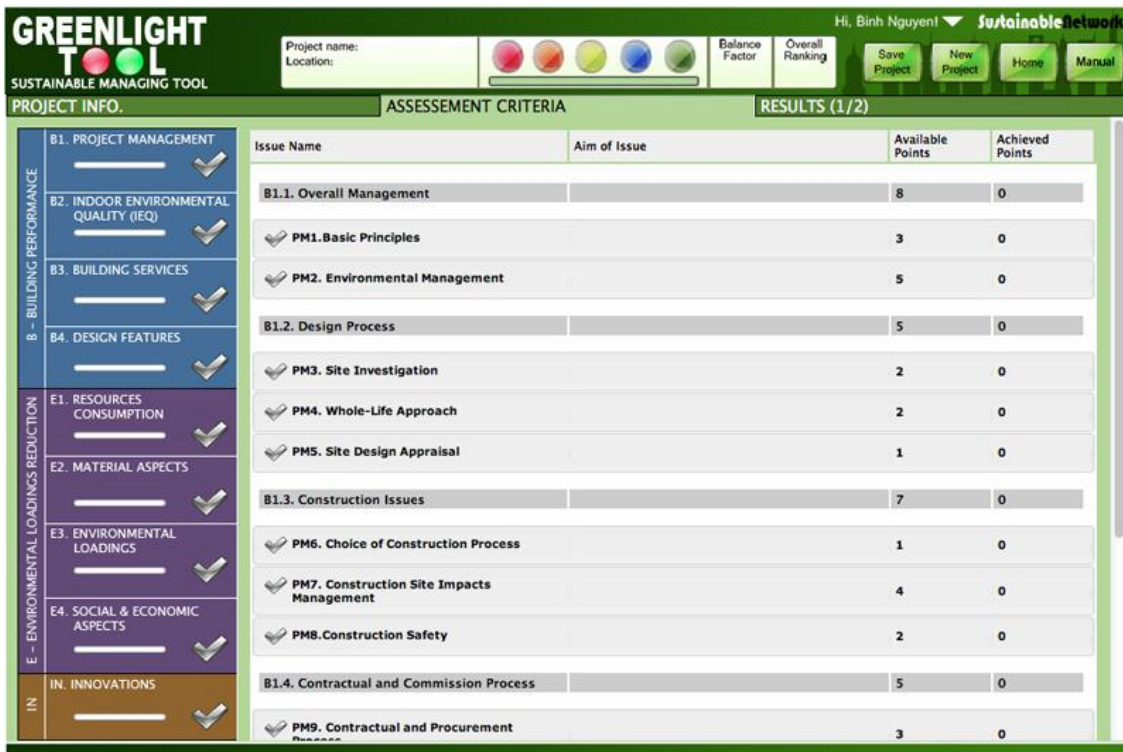 GREENLIGHT
TOOL
SUSTAINABLE MANAGING TOOL
Project name:
Location:
Balance
Factor
Overall
Ranking
Hi, Binh Nguyen!
SustainableNetwork
Save
Project
New
Project
Home
Manual
PROJECT INFO.
ASSESSEMENT CRITERIA
RESULTS (1/2)
B – BUILDING PERFORMANCE
B1. PROJECT MANAGEMENT
B2. INDOOR ENVIRONMENTAL
QUALITY (IEQ)
B3. BUILDING SERVICES
B4. DESIGN FEATURES
E – ENVIRONMENTAL LOADINGS REDUCTION
E1. RESOURCES
CONSUMPTION
E2. MATERIAL ASPECTS
E3. ENVIRONMENTAL
LOADINGS
E4. SOCIAL & ECONOMIC
ASPECTS
IN
IN. INNOVATIONS
Issue Name Aim of Issue Available
Points Achieved
Points
B1.1. Overall Management 8 0
PM1.Basic Principles 3 0
PM2. Environmental Management 5 0
B1.2. Design Process 5 0
PM3. Site Investigation 2 0
PM4. Whole-Life Approach 2 0
PM5. Site Design Appraisal 1 0
B1.3. Construction Issues 7 0
PM6. Choice of Construction Process 1 0
PM7. Construction Site Impacts
Management 4 0
PM8.Construction Safety 2 0
B1.4. Contractual and Commission Process 5 0
PM9. Contractual and Procurement
Process 3 0